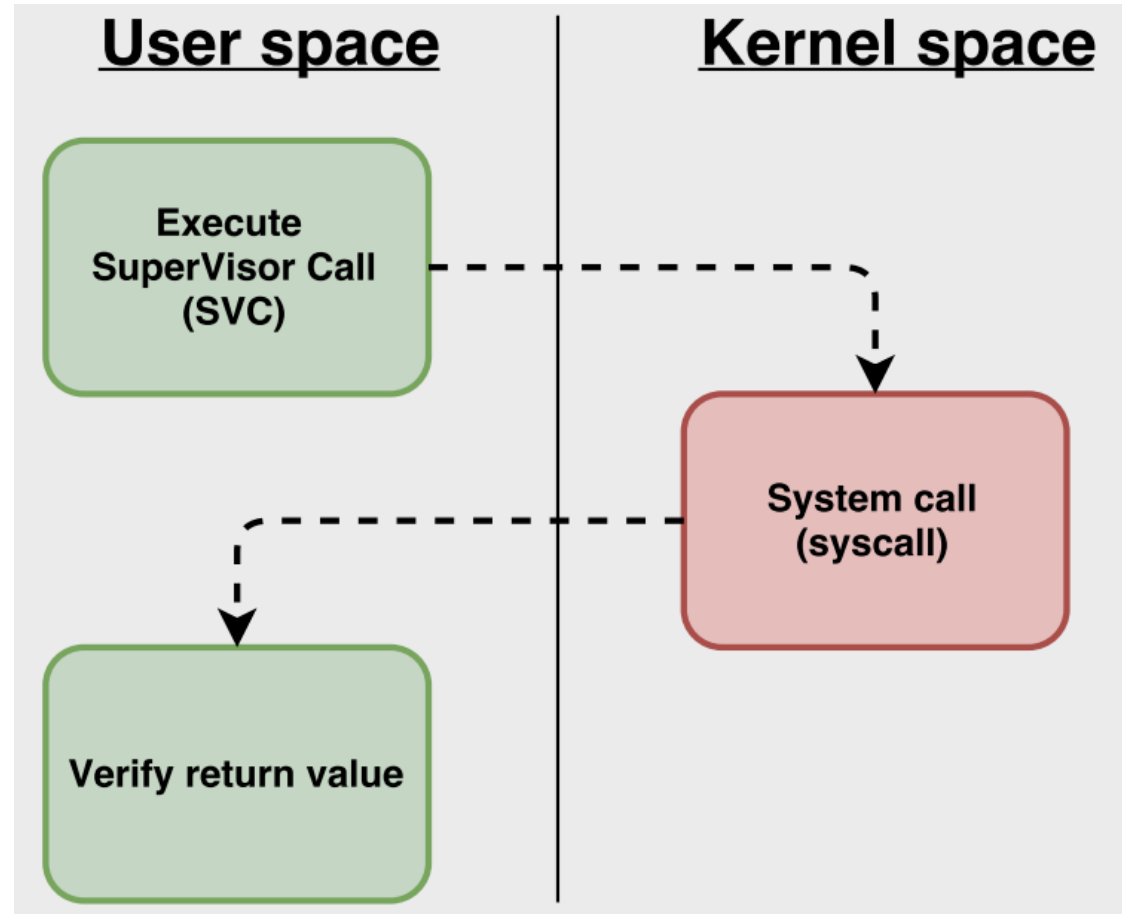 User space
Kernel space
Execute
SuperVisor Call
(SVC)
System call
(syscall)
Verify return value